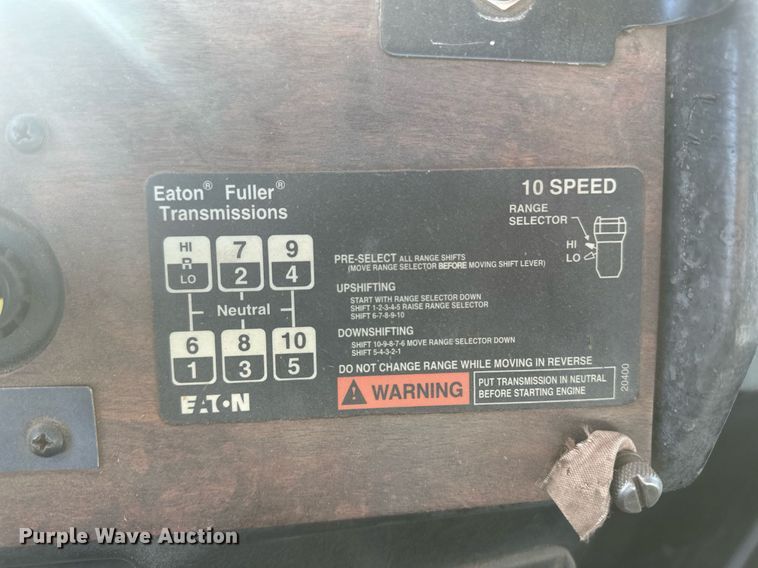 Eaton® Fuller®
Transmissions
10 SPEED
RANGE
SELECTOR
HI
LO
HI
R
LO
7
2
9
4
Neutral
6
1
8
3
10
5
EATON
PRE-SELECT ALL RANGE SHIFTS
(MOVE RANGE SELECTOR BEFORE MOVING SHIFT LEVER)
UPSHIFTING
START WITH RANGE SELECTOR DOWN
SHIFT 1-2-3-4-5 RAISE RANGE SELECTOR
SHIFT 6-7-8-9-10
DOWNSHIFTING
SHIFT 10-9-8-7-6 MOVE RANGE SELECTOR DOWN
SHIFT 5-4-3-2-1
DO NOT CHANGE RANGE WHILE MOVING IN REVERSE
WARNING
PUT TRANSMISSION IN NEUTRAL
BEFORE STARTING ENGINE
20400
Purple Wave Auction